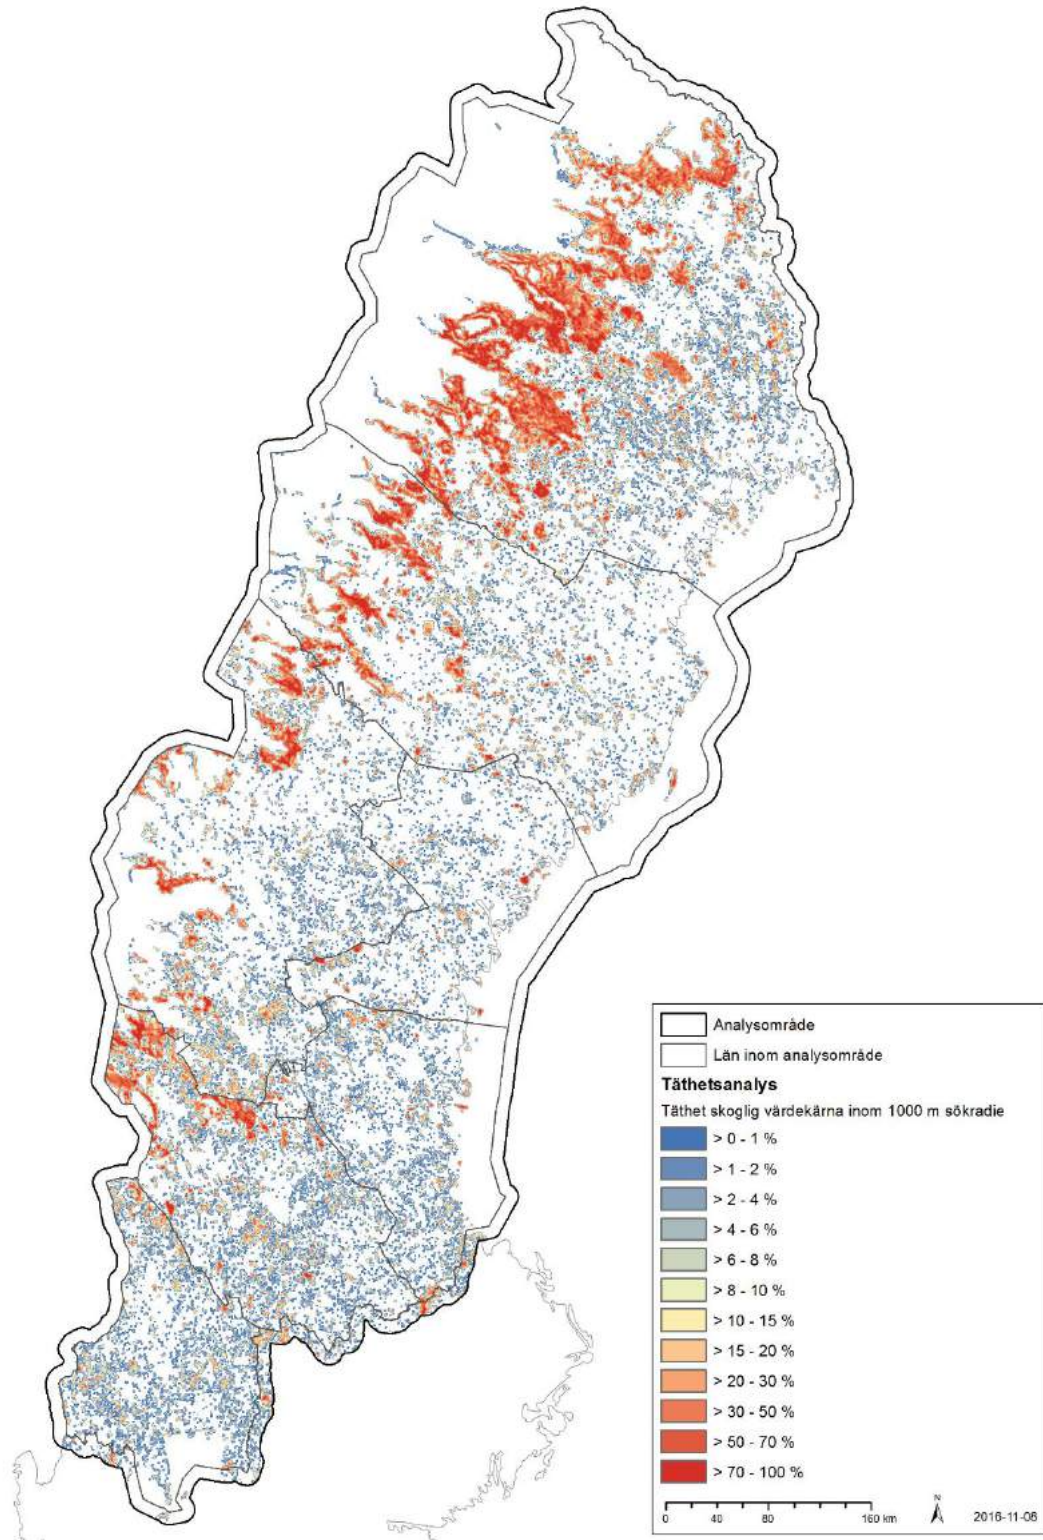 Analysområde
Län inom analysområde
Täthetsanalys
Täthet skoglig värdekärna inom 1000 m sökradie
> 0 - 1 %
> 1 - 2 %
> 2 - 4 %
> 4 - 6 %
> 6 - 8 %
> 8 - 10 %
> 10 - 15 %
> 15 - 20 %
> 20 - 30 %
> 30 - 50 %
> 50 - 70 %
> 70 - 100 %
0 40 80 160 km
N
2016-11-06